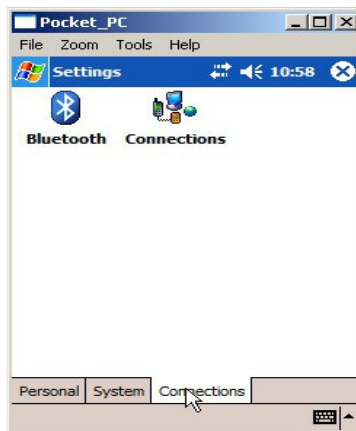 Pocket_PC
File Zoom Tools Help
Settings 10:58
Bluetooth Connections
Personal System Connections